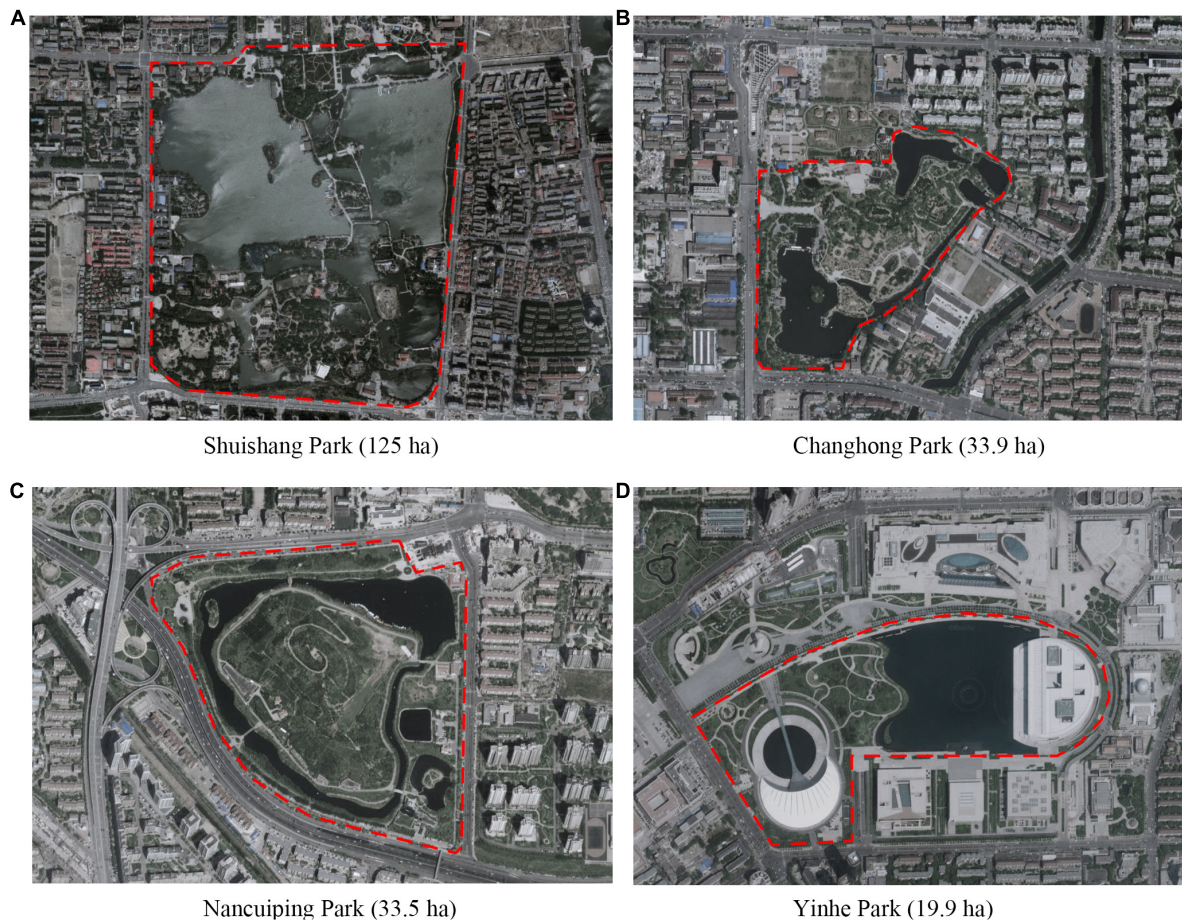 A
B
Shuishang Park (125 ha)
Changhong Park (33.9 ha)
C
D
Nancuiping Park (33.5 ha)
Yinhe Park (19.9 ha)